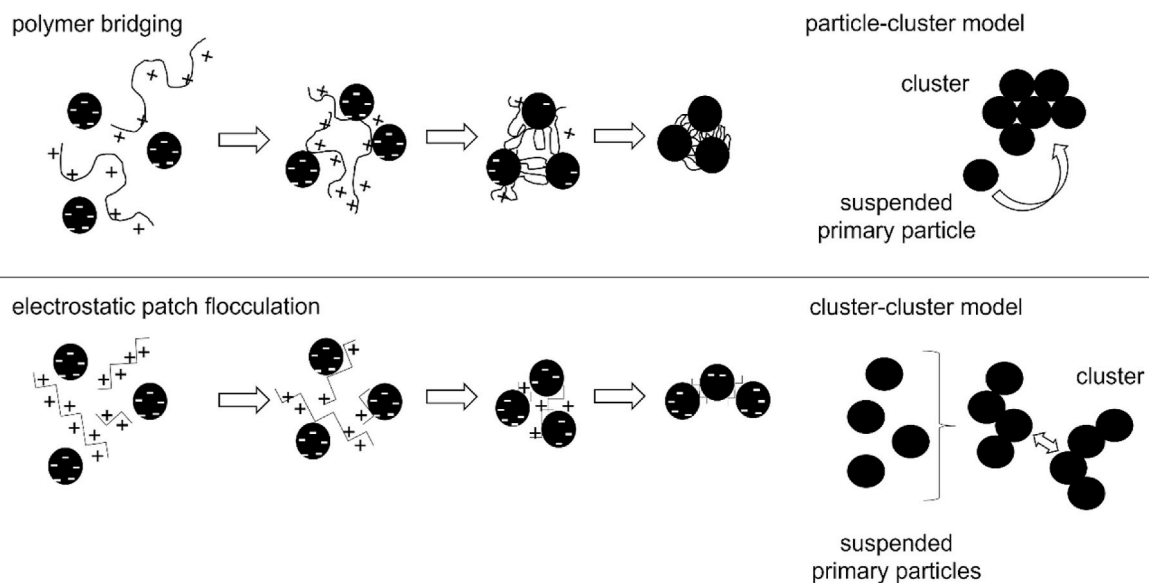 polymer bridging
particle-cluster model
cluster
suspended
primary particle
electrostatic patch flocculation
cluster-cluster model
cluster
suspended
primary particles